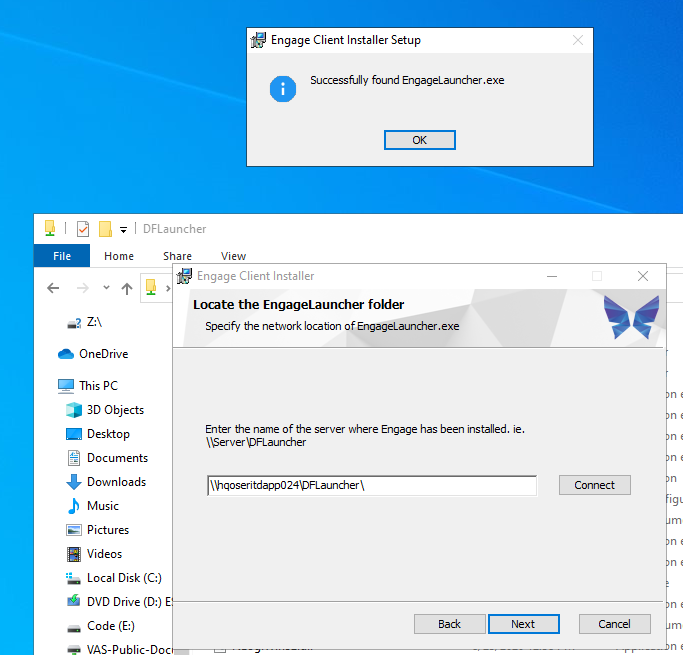 Engage Client Installer Setup
Successfully found EngageLauncher.exe
OK
DFLauncher
File Home Share View
Engage Client Installer
Locate the EngageLauncher folder
Specify the network location of EngageLauncher.exe
Z:\
OneDrive
This PC
3D Objects
Desktop
Documents
Downloads
Music
Pictures
Videos
Local Disk (C:)
DVD Drive (D:)
Code (E:)
VAS-Public-Doc
Enter the name of the server where Engage has been installed. ie.
\\Server\DFLauncher
\\hqoseritdapp024\DFLauncher\
Connect
Back Next Cancel